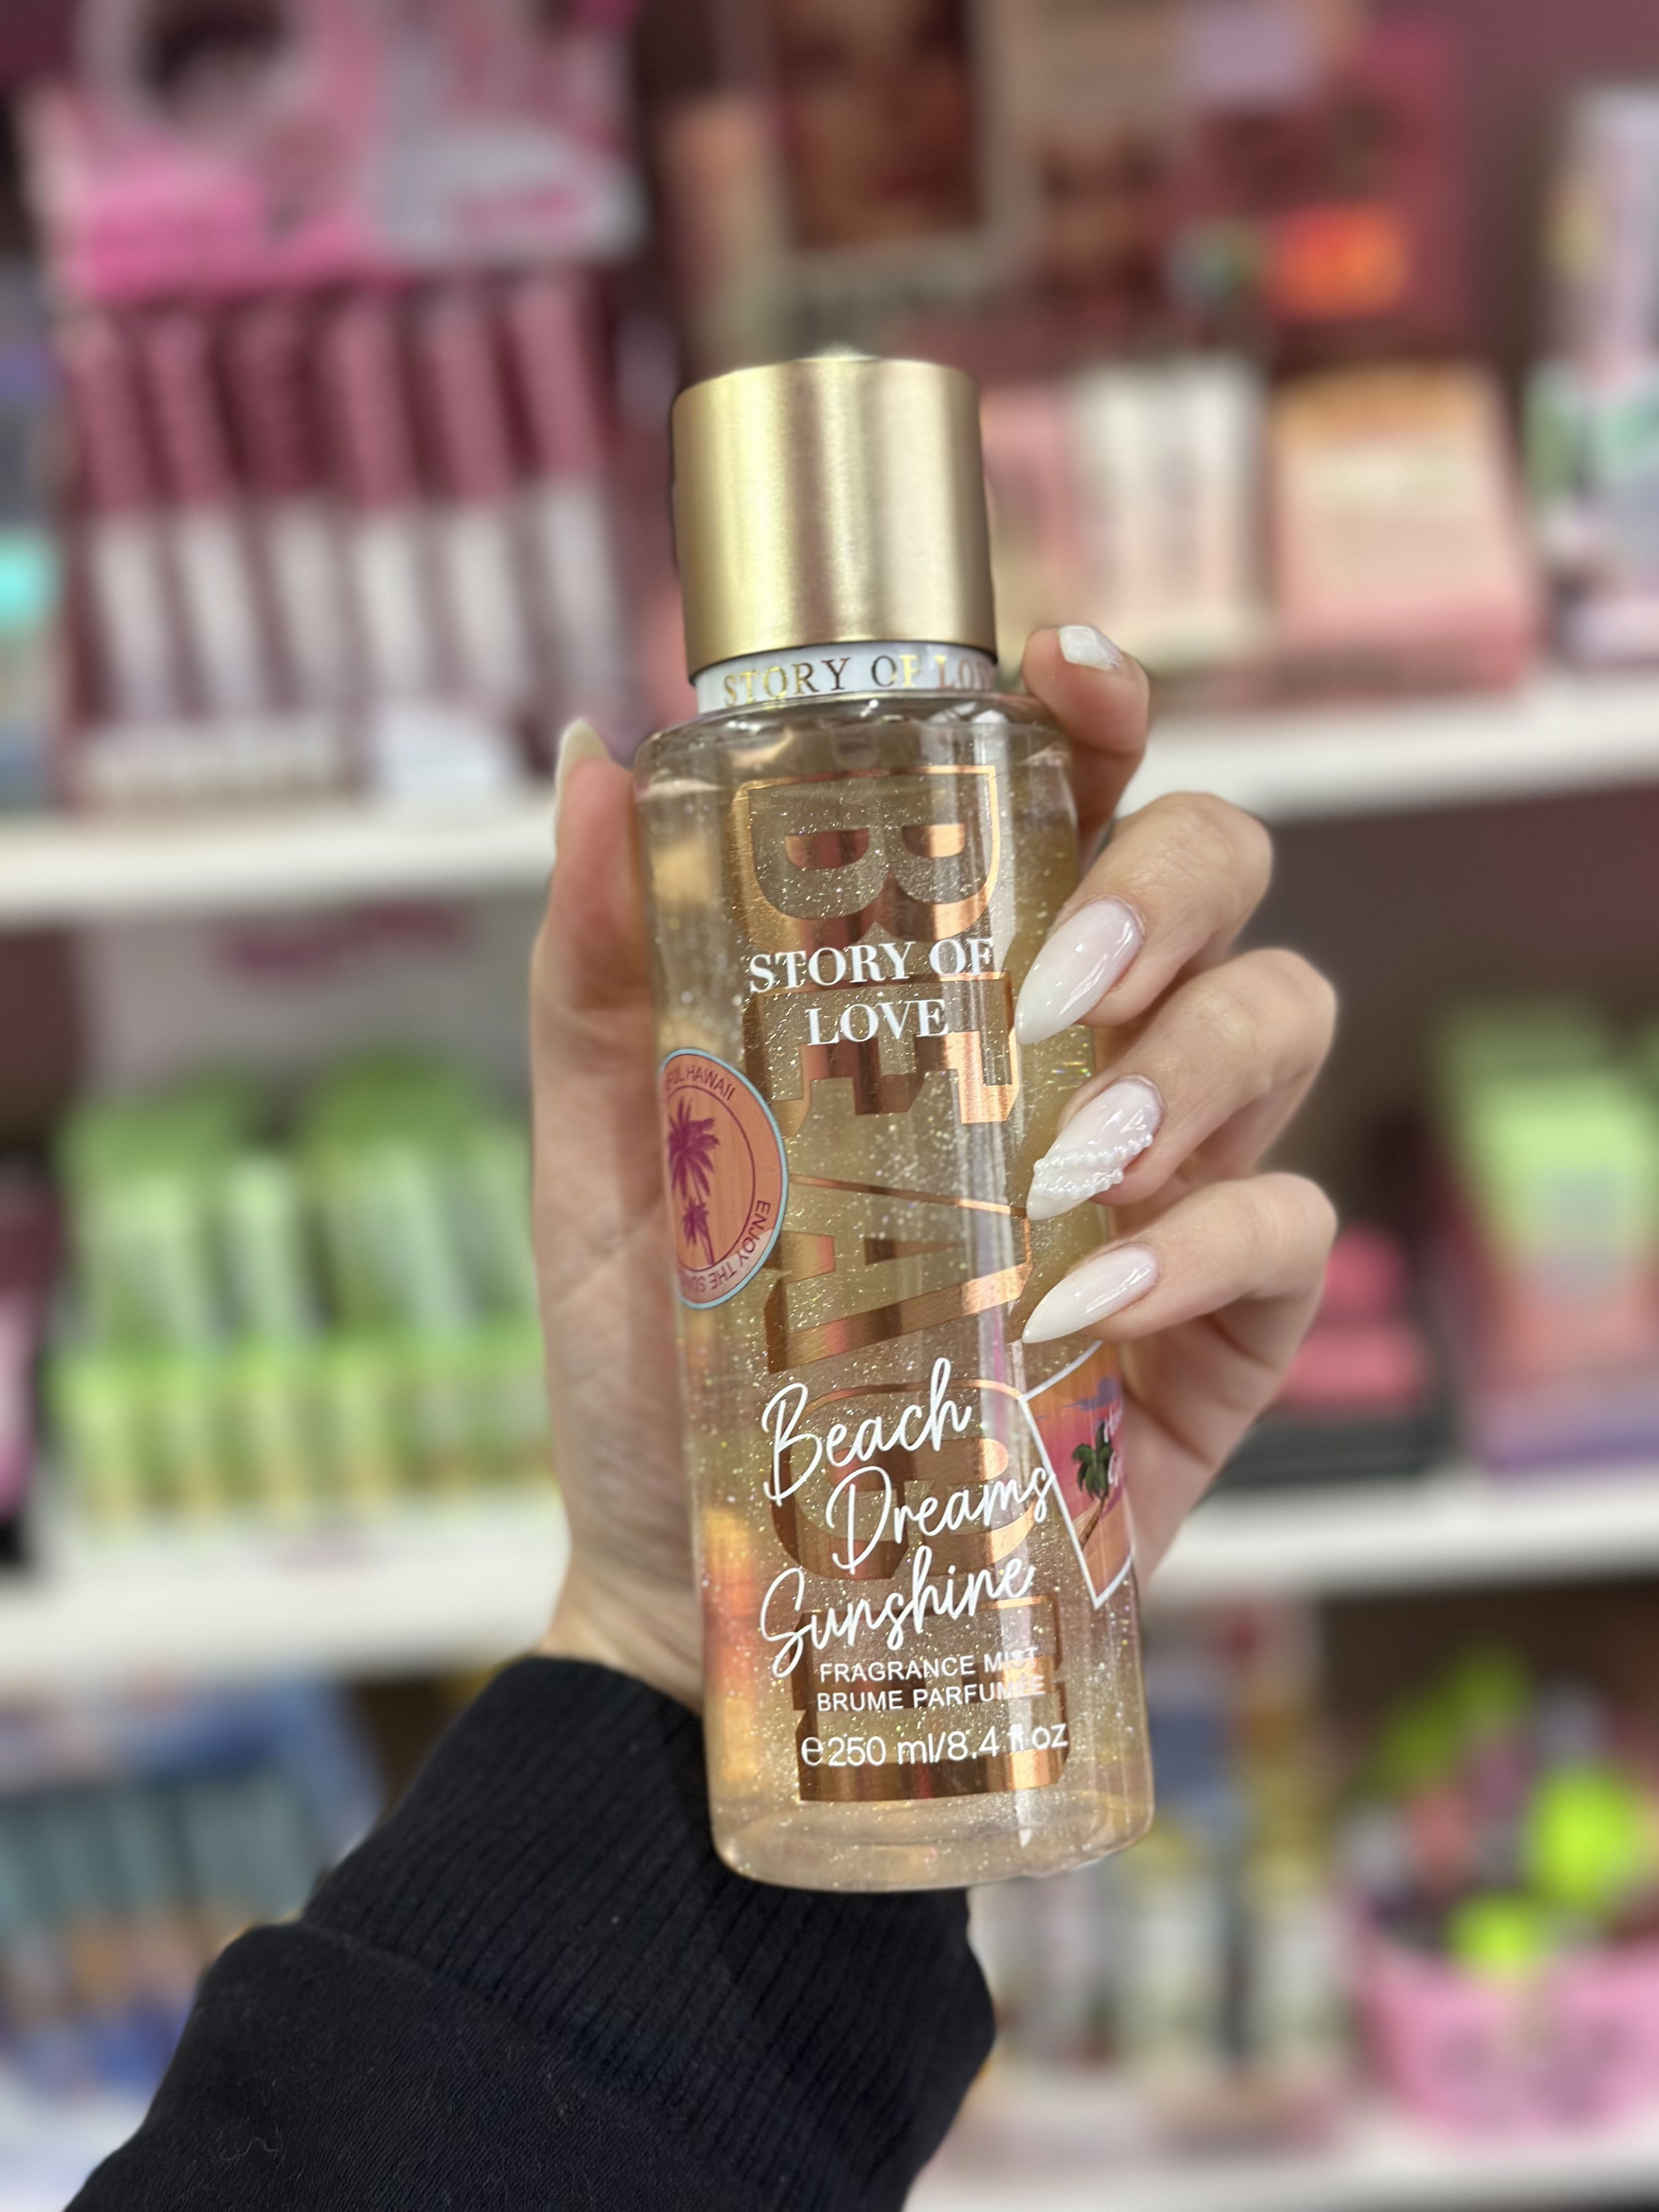 STORY OF
BEACH
STORY OF
LOVE
HAWAII
ENJOY THE
Beach
Dreams
Sunshine
FRAGRANCE MIST
BRUME PARFUMÉE
e 250 ml/8.4 fl oz